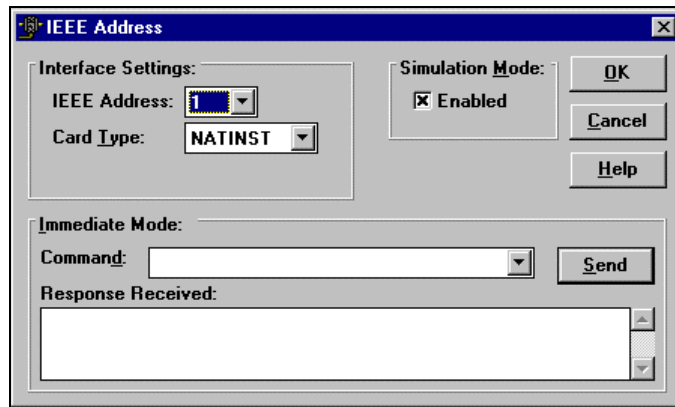 IEEE Address
Interface Settings:
IEEE Address: 1
Card Type: NATINST
Simulation Mode:
Enabled
OK
Cancel
Help
Immediate Mode:
Command:
Send
Response Received: